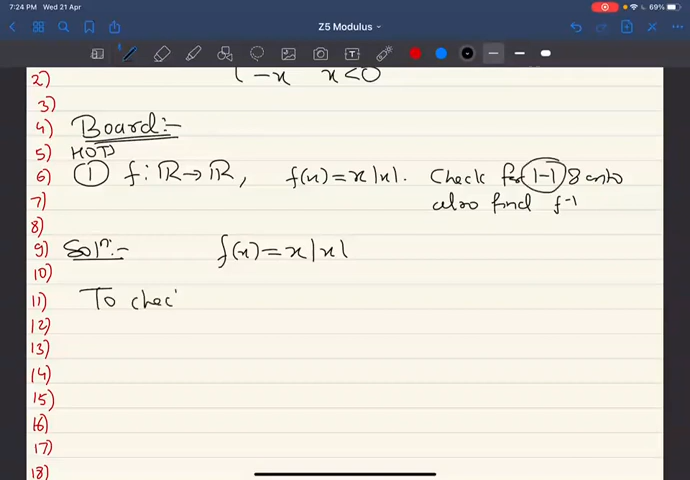 7:24 PM Wed 21 Apr
69%
Z5 Modulus
2) -x x<0
3)
4) Board:-
5) HOTS
6) ① f: R→R, f(x)=x|x|. Check for 1-1 & onto
7) also find f-1
8)
9) Solⁿ:- f(x)=x|x|
10)
11) To chec
12)
13)
14)
15)
16)
17)
18)